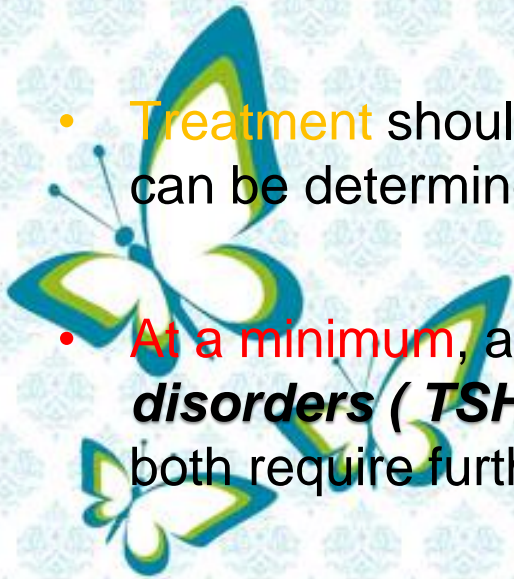 • Treatment shoul
can be determin
• At a minimum, a
disorders ( TSH
both require furth